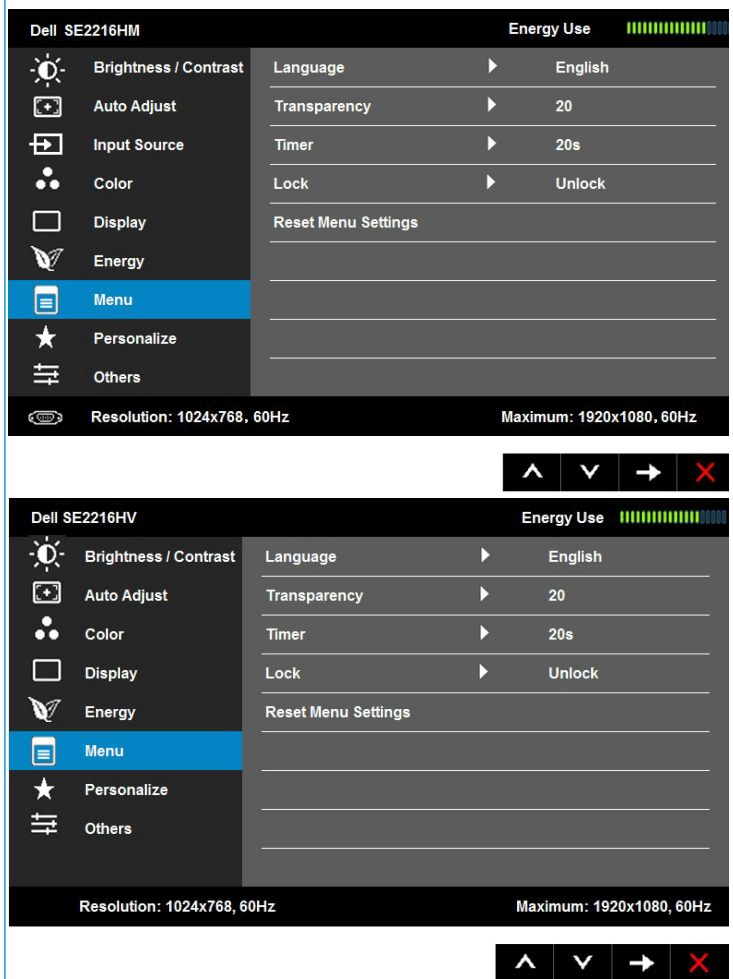 Dell SE2216HM Energy Use
Brightness / Contrast Language English
Auto Adjust Transparency 20
Input Source Timer 20s
Color Lock Unlock
Display Reset Menu Settings
Energy
Menu
Personalize
Others
Resolution: 1024x768, 60Hz Maximum: 1920x1080, 60Hz
Dell SE2216HV Energy Use
Brightness / Contrast Language English
Auto Adjust Transparency 20
Color Timer 20s
Display Lock Unlock
Energy Reset Menu Settings
Menu
Personalize
Others
Resolution: 1024x768, 60Hz Maximum: 1920x1080, 60Hz